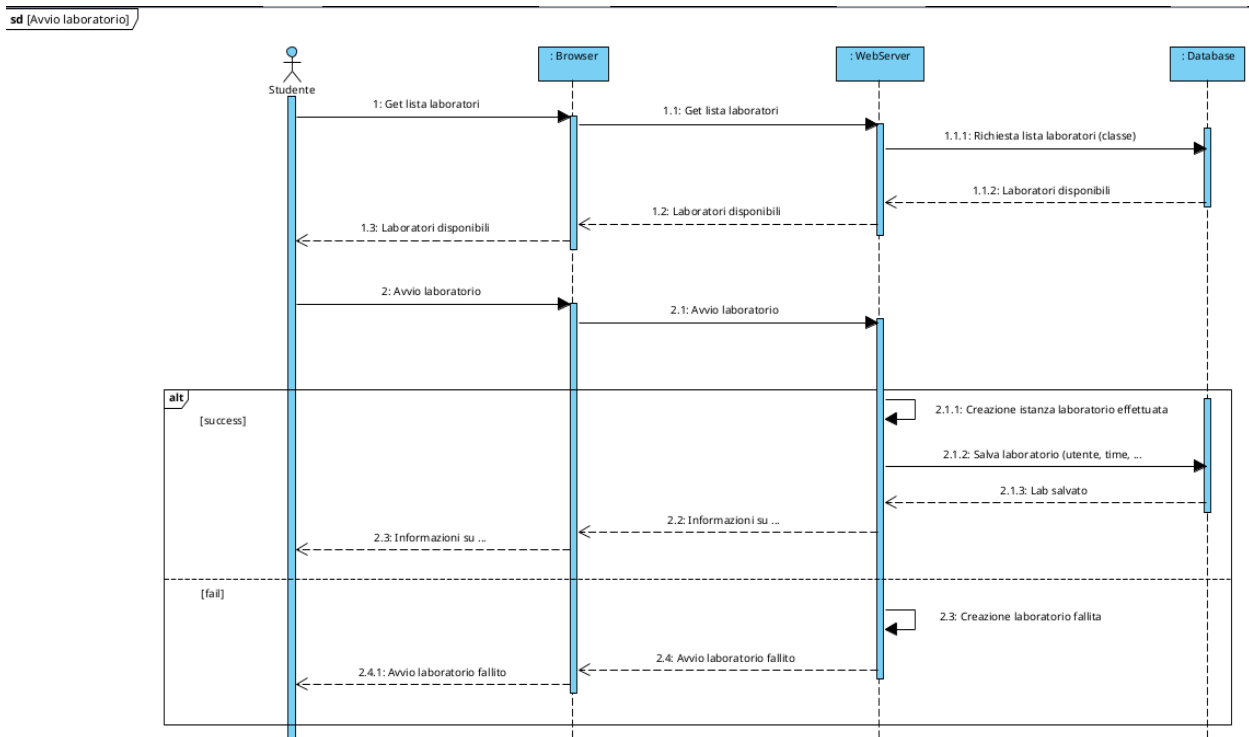 sd [Avvio laboratorio]
Studente
: Browser
: WebServer
: Database
1: Get lista laboratori
1.1: Get lista laboratori
1.1.1: Richiesta lista laboratori (classe)
1.1.2: Laboratori disponibili
1.2: Laboratori disponibili
1.3: Laboratori disponibili
2: Avvio laboratorio
2.1: Avvio laboratorio
alt
[success]
2.1.1: Creazione istanza laboratorio effettuata
2.1.2: Salva laboratorio (utente, time, ...
2.1.3: Lab salvato
2.2: Informazioni su ...
2.3: Informazioni su ...
[fail]
2.3: Creazione laboratorio fallita
2.4: Avvio laboratorio fallito
2.4.1: Avvio laboratorio fallito